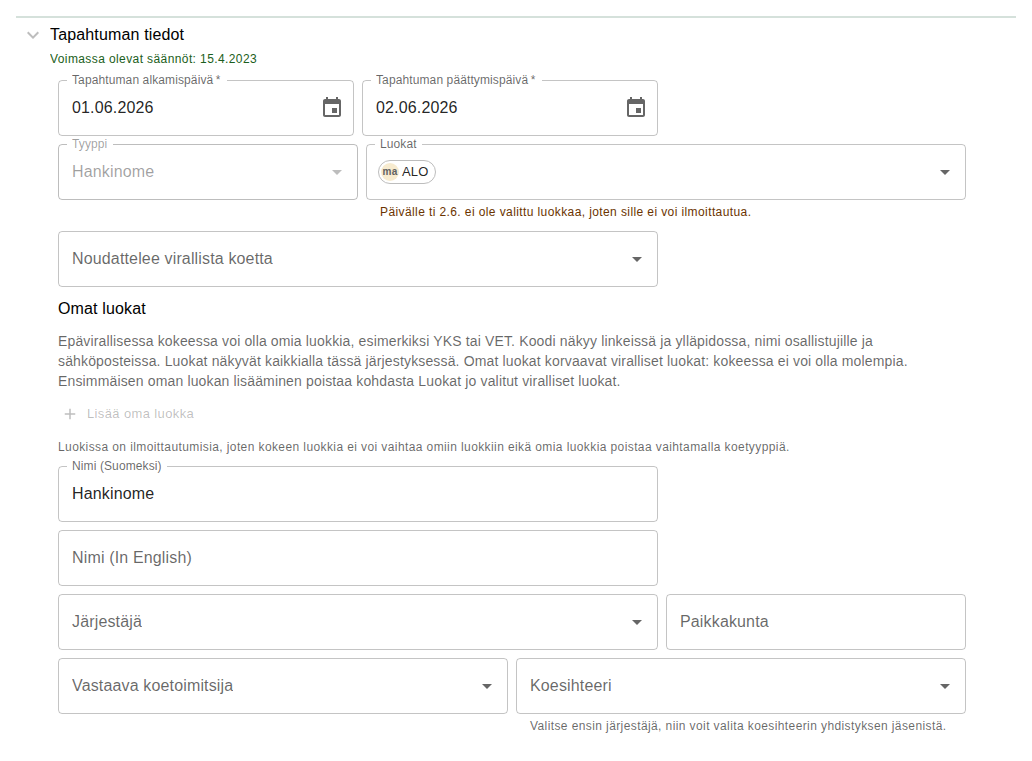 Tapahtuman tiedot
Voimassa olevat säännöt: 15.4.2023
Tapahtuman alkamispäivä *
Tapahtuman päättymispäivä *
01.06.2026
02.06.2026
Tyyppi
Luokat
Hankinome
ma ALO
Päivälle ti 2.6. ei ole valittu luokkaa, joten sille ei voi ilmoittautua.
Noudattelee virallista koetta
Omat luokat
Epävirallisessa kokeessa voi olla omia luokkia, esimerkiksi YKS tai VET. Koodi näkyy linkeissä ja ylläpidossa, nimi osallistujille ja
sähköposteissa. Luokat näkyvät kaikkialla tässä järjestyksessä. Omat luokat korvaavat viralliset luokat: kokeessa ei voi olla molempia.
Ensimmäisen oman luokan lisääminen poistaa kohdasta Luokat jo valitut viralliset luokat.
+ Lisää oma luokka
Luokissa on ilmoittautumisia, joten kokeen luokkia ei voi vaihtaa omiin luokkiin eikä omia luokkia poistaa vaihtamalla koetyyppiä.
Nimi (Suomeksi)
Hankinome
Nimi (In English)
Järjestäjä
Paikkakunta
Vastaava koetoimitsija
Koesihteeri
Valitse ensin järjestäjä, niin voit valita koesihteerin yhdistyksen jäsenistä.